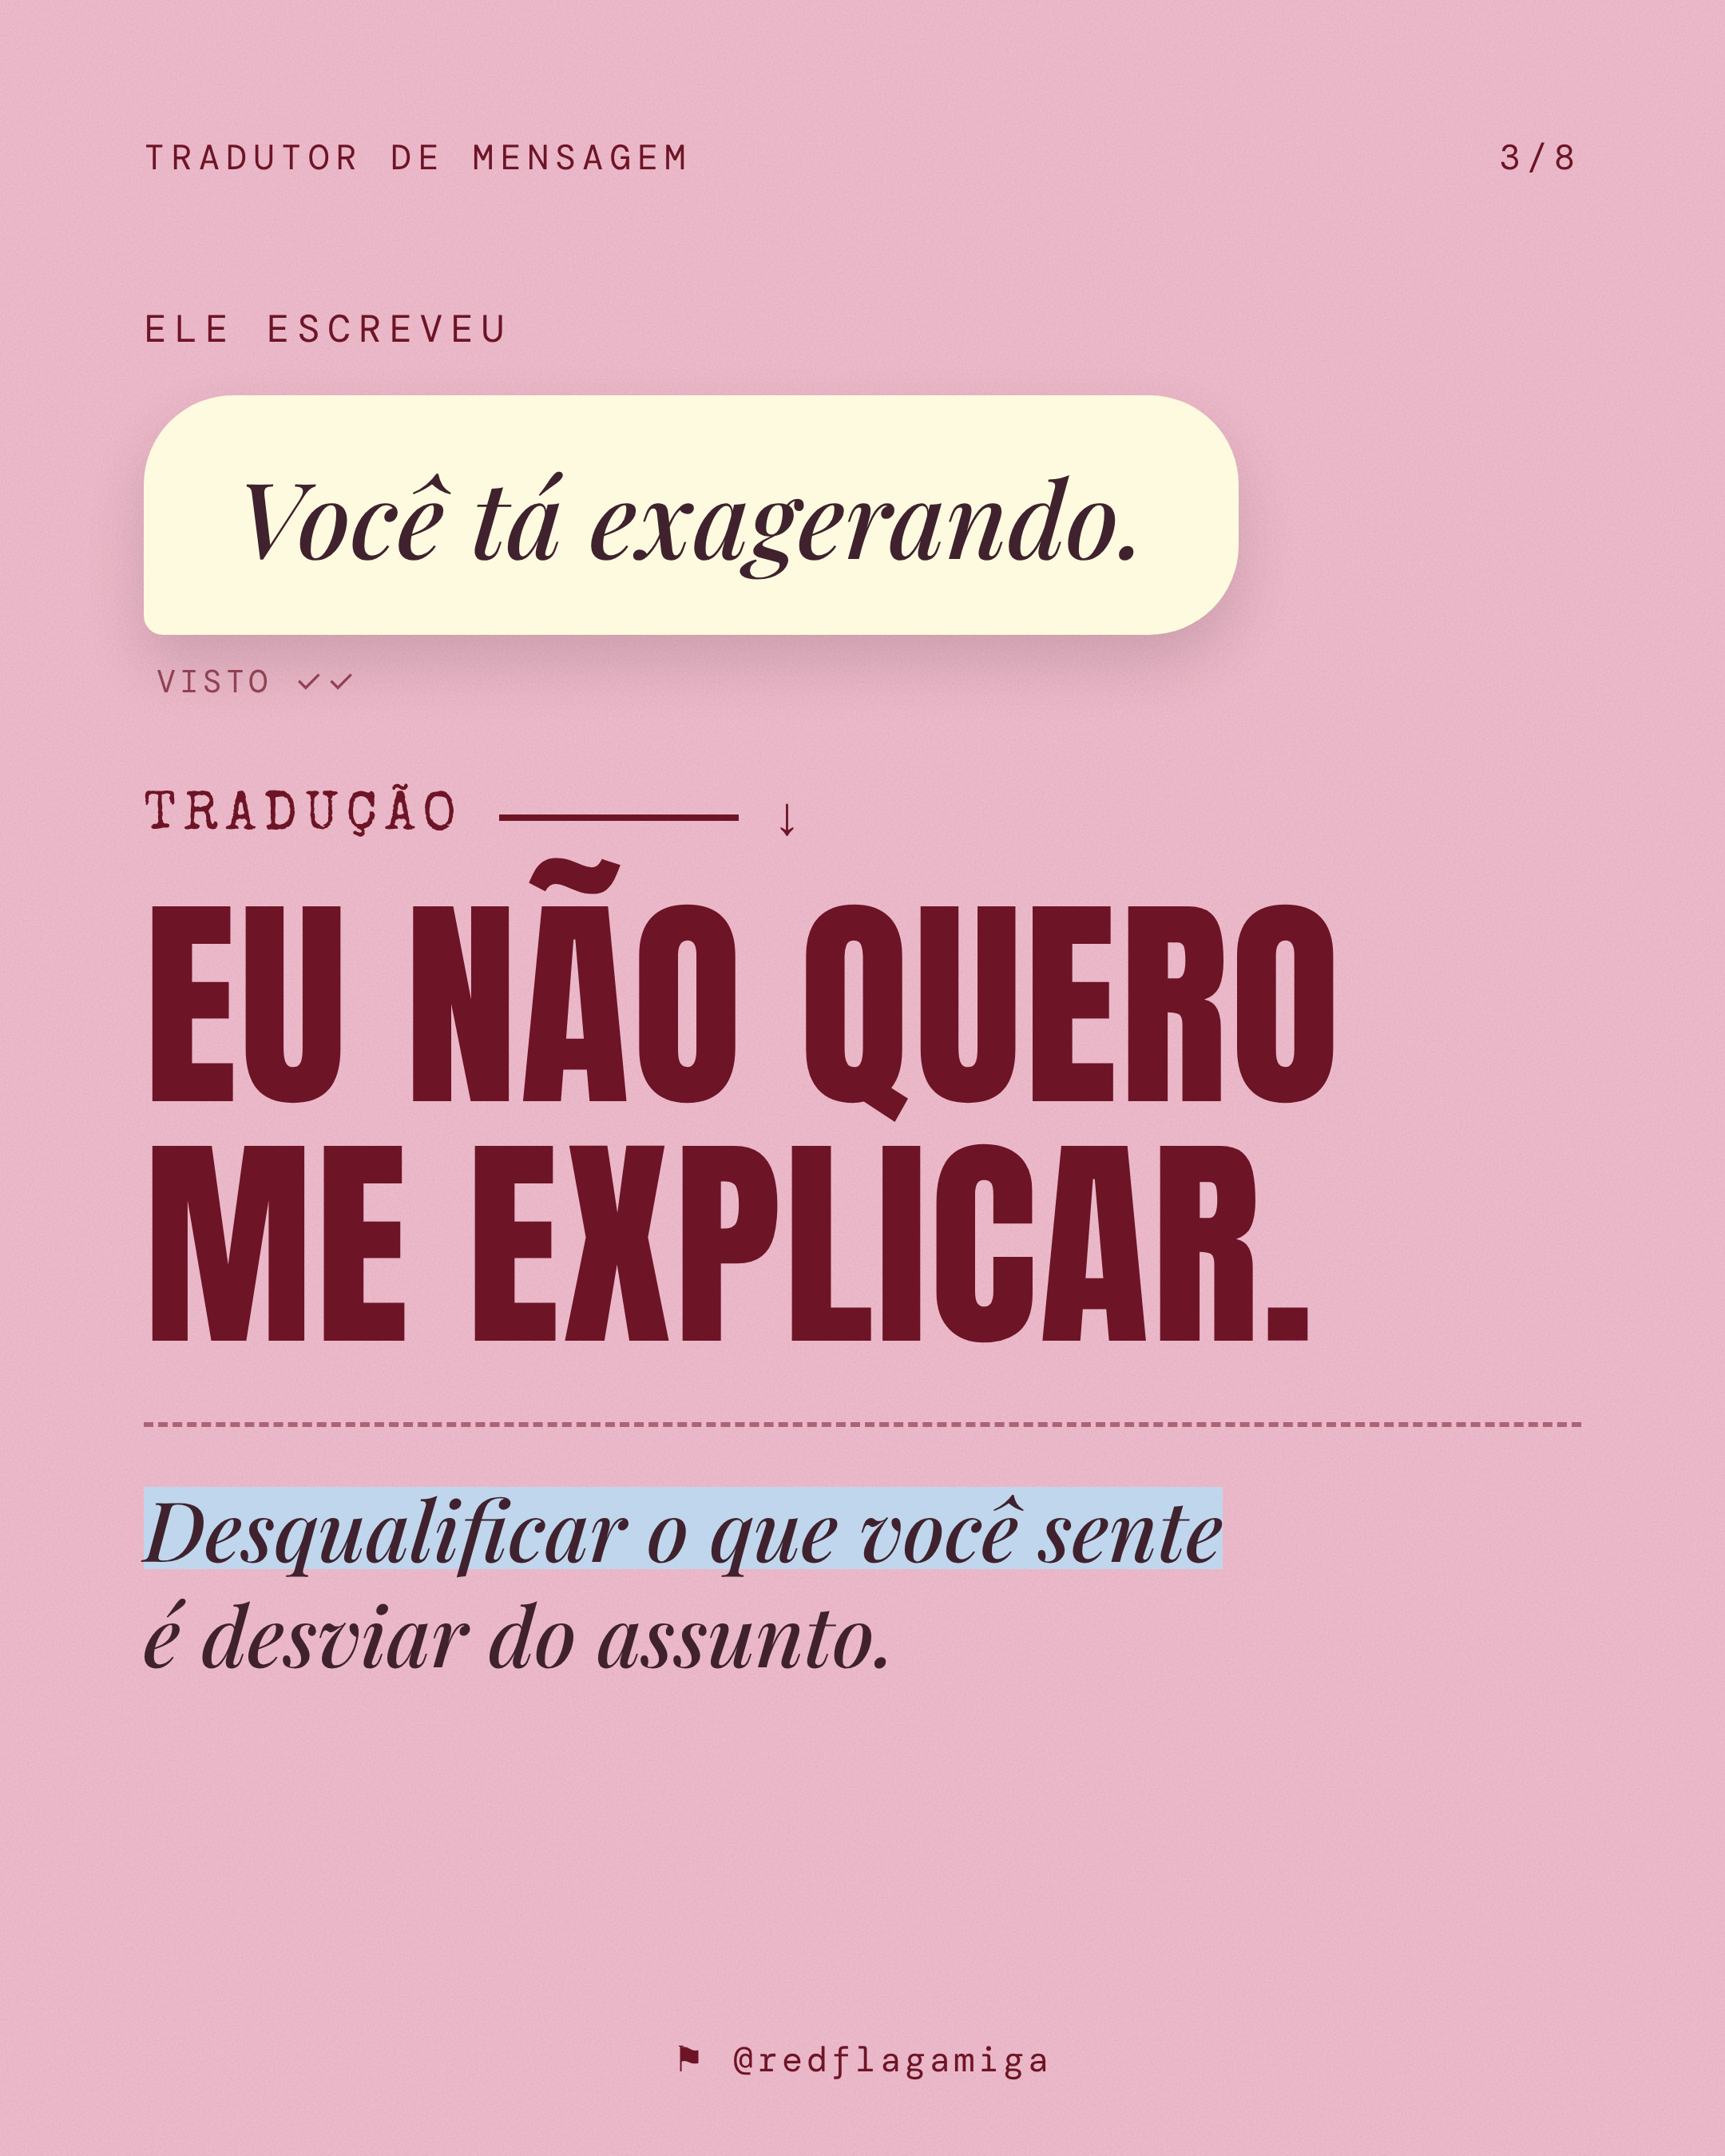 TRADUTOR DE MENSAGEM 3/8
ELE ESCREVEU
Você tá exagerando.
VISTO ✓✓
TRADUÇÃO ↓
EU NÃO QUERO
ME EXPLICAR.
Desqualificar o que você sente
é desviar do assunto.
⚑ @redflagamiga